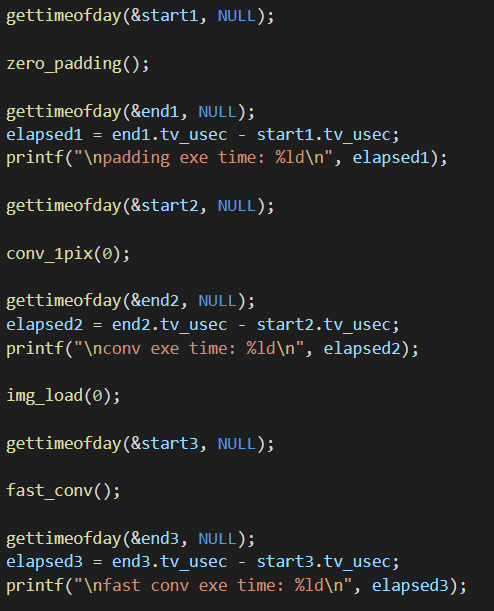 gettimeofday(&start1, NULL);
zero_padding();
gettimeofday(&end1, NULL);
elapsed1 = end1.tv_usec - start1.tv_usec;
printf("\npadding exe time: %ld\n", elapsed1);
gettimeofday(&start2, NULL);
conv_1pix(0);
gettimeofday(&end2, NULL);
elapsed2 = end2.tv_usec - start2.tv_usec;
printf("\nconv exe time: %ld\n", elapsed2);
img_load(0);
gettimeofday(&start3, NULL);
fast_conv();
gettimeofday(&end3, NULL);
elapsed3 = end3.tv_usec - start3.tv_usec;
printf("\nfast conv exe time: %ld\n", elapsed3);